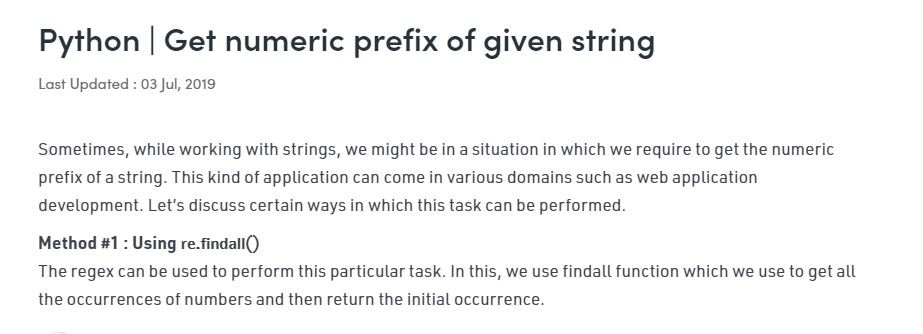 Python | Get numeric prefix of given string
Last Updated : 03 Jul, 2019
Sometimes, while working with strings, we might be in a situation in which we require to get the numeric
prefix of a string. This kind of application can come in various domains such as web application
development. Let’s discuss certain ways in which this task can be performed.
Method #1 : Using re.findall()
The regex can be used to perform this particular task. In this, we use findall function which we use to get all
the occurrences of numbers and then return the initial occurrence.